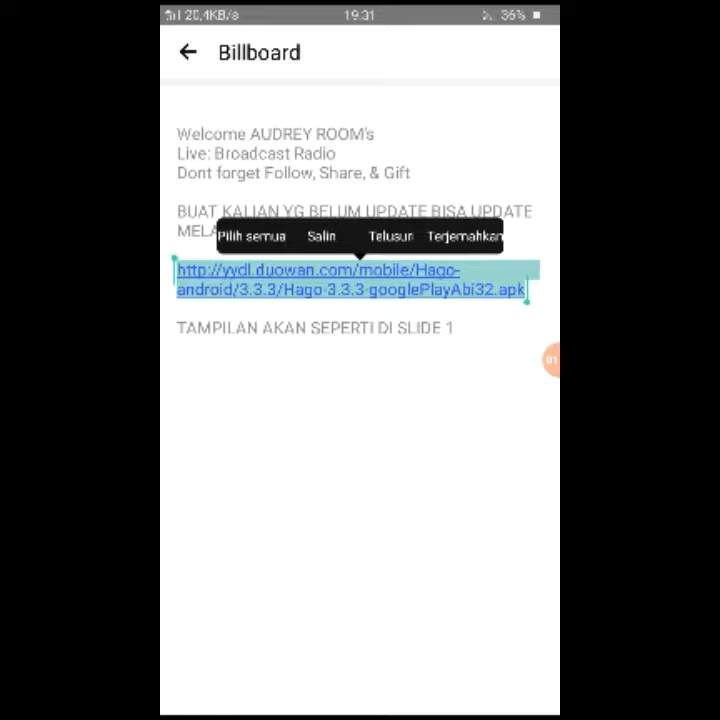 20,4KB/s 19.31 36%
Billboard
Welcome AUDREY ROOM's
Live: Broadcast Radio
Dont forget Follow, Share, & Gift
BUAT KALIAN YG BELUM UPDATE BISA UPDATE
Pilih semua Salin Telusuri Terjemahkan
http://yydl.duowan.com/mobile/Hago-
android/3.3.3/Hago-3.3.3-googlePlayAbi32.apk
TAMPILAN AKAN SEPERTI DI SLIDE 1
01